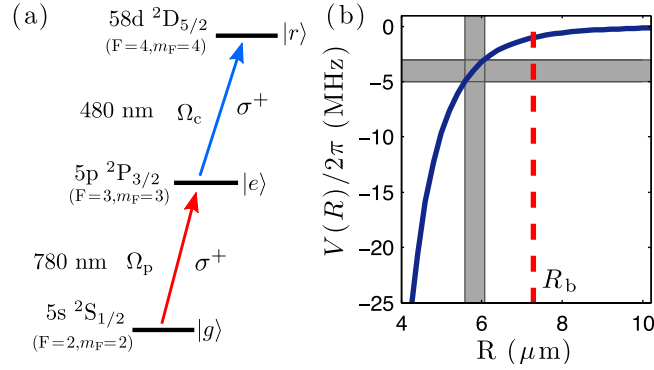 (a)
58d ²D₅/₂
(F=4,m_F=4)
|r⟩
480 nm Ω_c σ⁺
5p ²P₃/₂
(F=3,m_F=3)
|e⟩
780 nm Ω_p σ⁺
5s ²S₁/₂
(F=2,m_F=2)
|g⟩
(b)
V(R)/2π (MHz)
0
−5
−10
−15
−20
−25
R_b
4 6 8 10
R (μm)